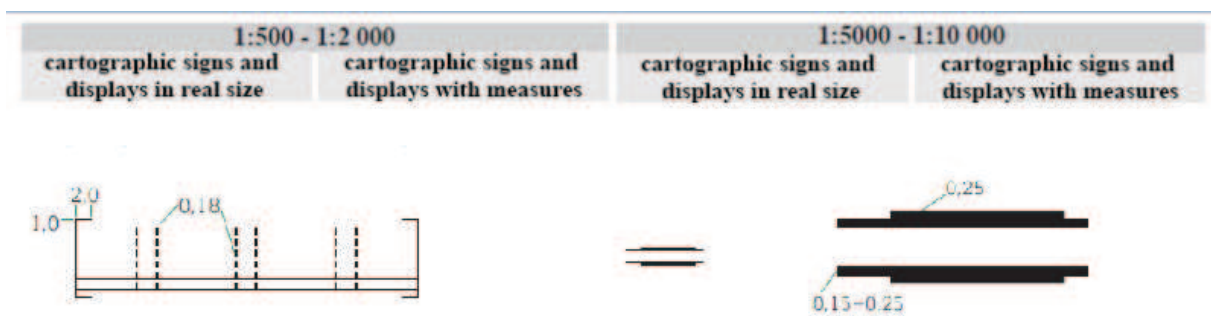 1:500 - 1:2 000
1:5000 - 1:10 000
cartographic signs and
displays in real size
cartographic signs and
displays with measures
cartographic signs and
displays in real size
cartographic signs and
displays with measures
2,0
1,0
0,18
0,25
0,15-0.25